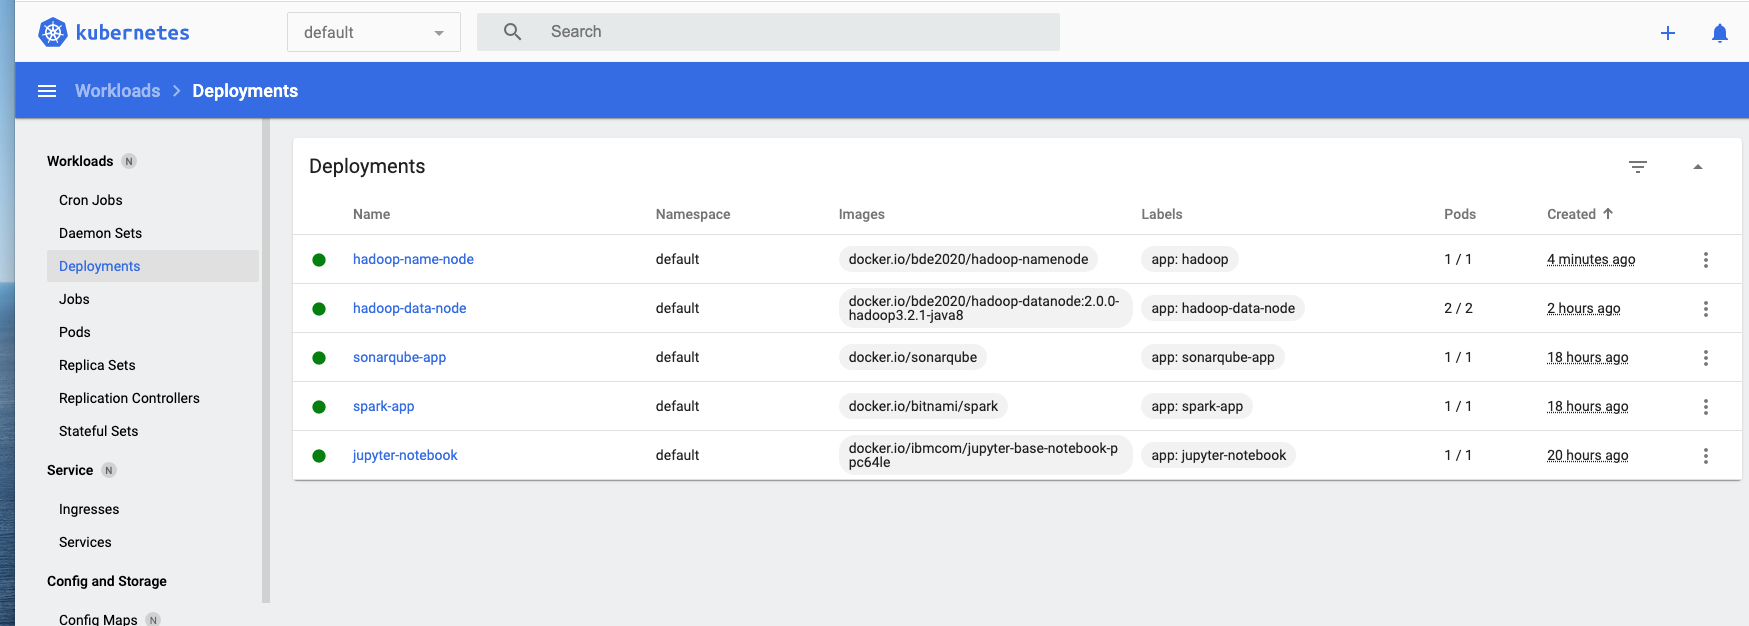 kubernetes
default
Search
Workloads
Deployments
Workloads N
Cron Jobs
Daemon Sets
Deployments
Jobs
Pods
Replica Sets
Replication Controllers
Stateful Sets
Service N
Ingresses
Services
Config and Storage
Config Maps N
Deployments
Name Namespace Images Labels Pods Created
hadoop-name-node default docker.io/bde2020/hadoop-namenode app: hadoop 1 / 1 4 minutes ago
hadoop-data-node default docker.io/bde2020/hadoop-datanode:2.0.0- app: hadoop-data-node 2 / 2 2 hours ago
hadoop3.2.1-java8
sonarqube-app default docker.io/sonarqube app: sonarqube-app 1 / 1 18 hours ago
spark-app default docker.io/bitnami/spark app: spark-app 1 / 1 18 hours ago
jupyter-notebook default docker.io/ibmcom/jupyter-base-notebook-p app: jupyter-notebook 1 / 1 20 hours ago
pc64le